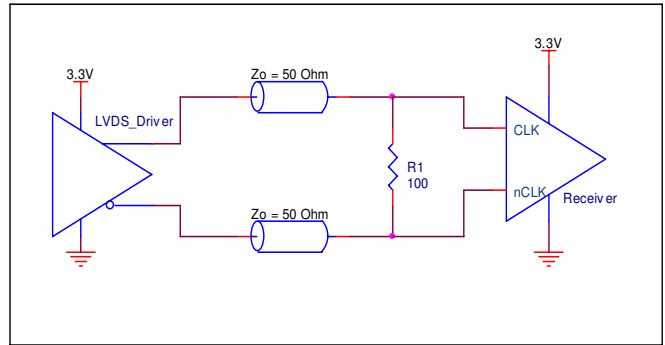 3.3V
LVDS_Driver
Zo = 50 Ohm
Zo = 50 Ohm
R1
100
3.3V
CLK
nCLK
Receiver